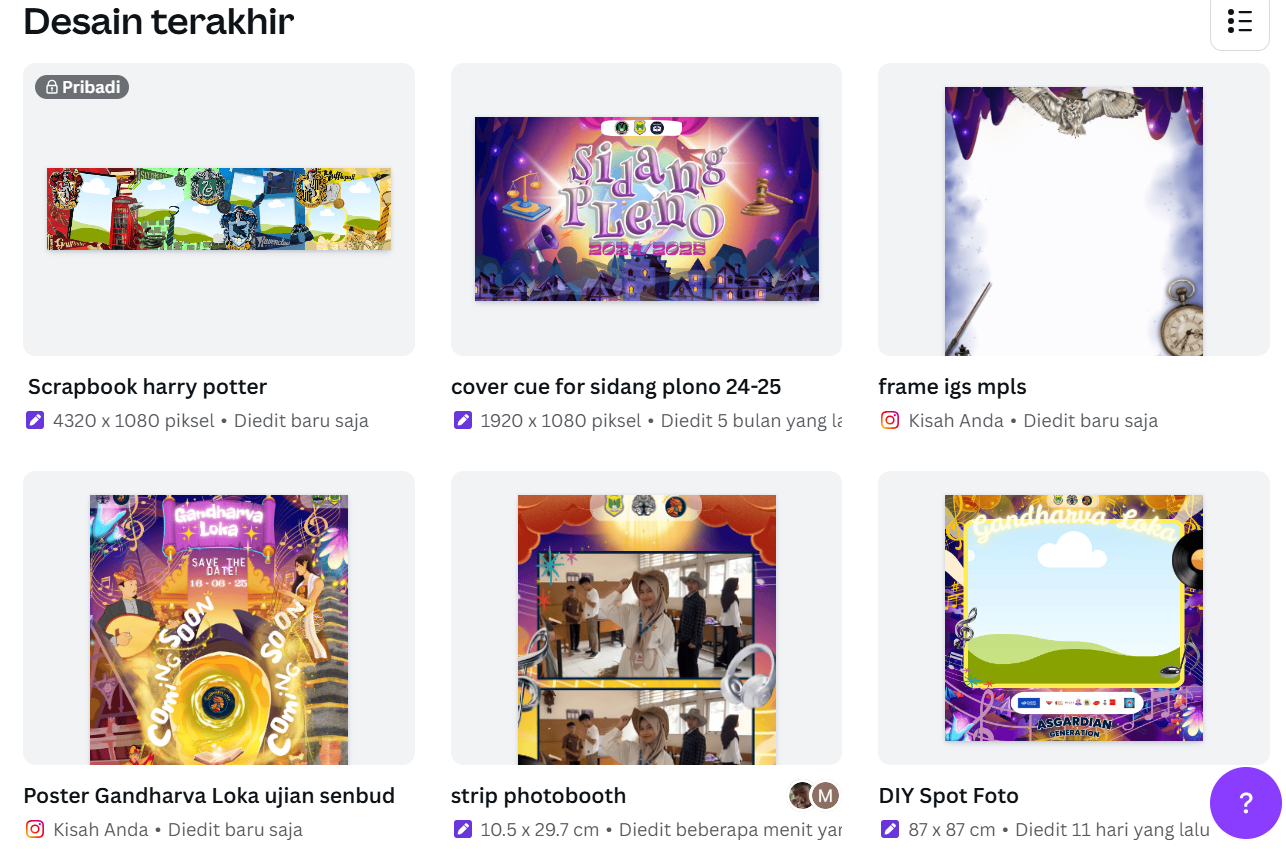 Desain terakhir
Pribadi
Sidang
Pleno
2024/2025
Scrapbook harry potter
4320 x 1080 piksel • Diedit baru saja
cover cue for sidang plono 24-25
1920 x 1080 piksel • Diedit 5 bulan yang la
frame igs mpls
Kisah Anda • Diedit baru saja
Gandharva
Loka
SAVE THE
DATE!
16 - 06 - 25
COMING SOON
COMING SOON
Poster Gandharva Loka ujian senbud
Kisah Anda • Diedit baru saja
strip photobooth
M
10.5 x 29.7 cm • Diedit beberapa menit yan
Gandharva Loka
ASGARDIAN
GENERATION
DIY Spot Foto
87 x 87 cm • Diedit 11 hari yang lalu
?